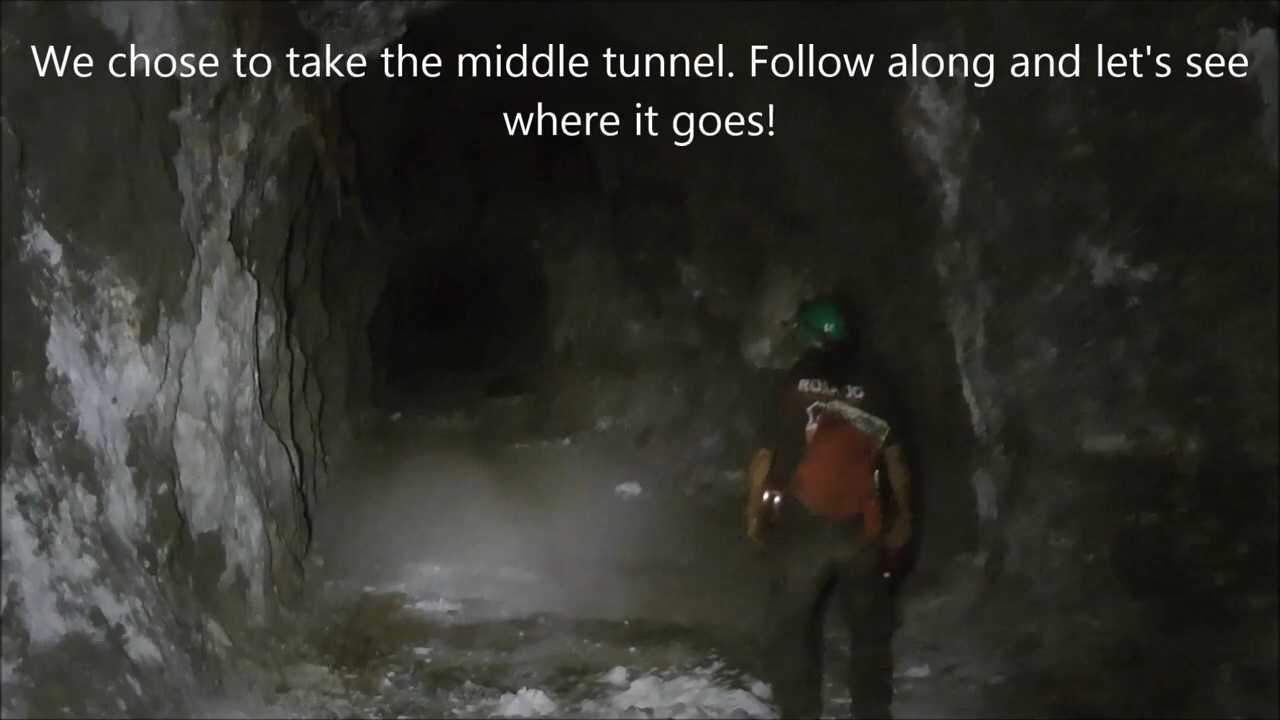 We chose to take the middle tunnel. Follow along and let's see
where it goes!